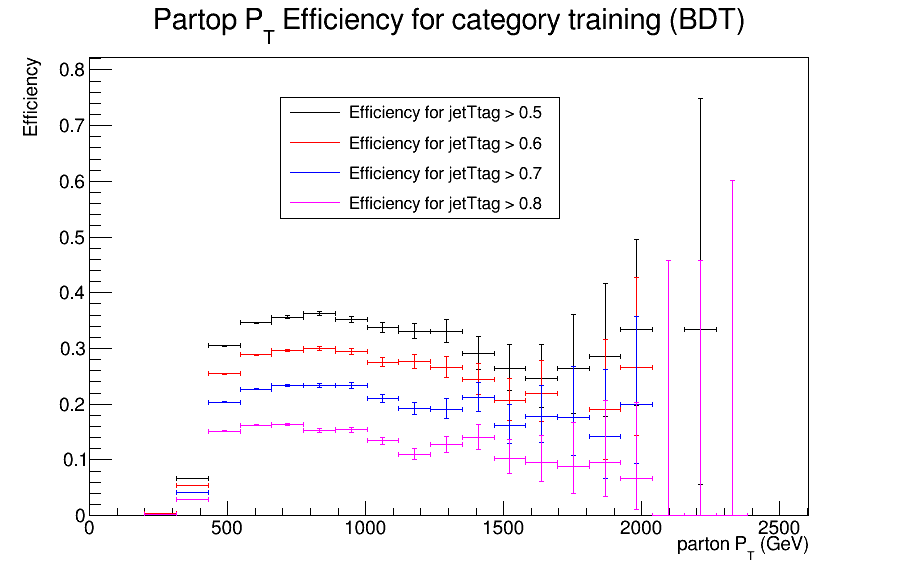 Partop P_T Efficiency for category training (BDT)
Efficiency
0.8
0.7
0.6
0.5
0.4
0.3
0.2
0.1
0
Efficiency for jetTtag > 0.5
Efficiency for jetTtag > 0.6
Efficiency for jetTtag > 0.7
Efficiency for jetTtag > 0.8
0 500 1000 1500 2000 2500
parton P_T (GeV)